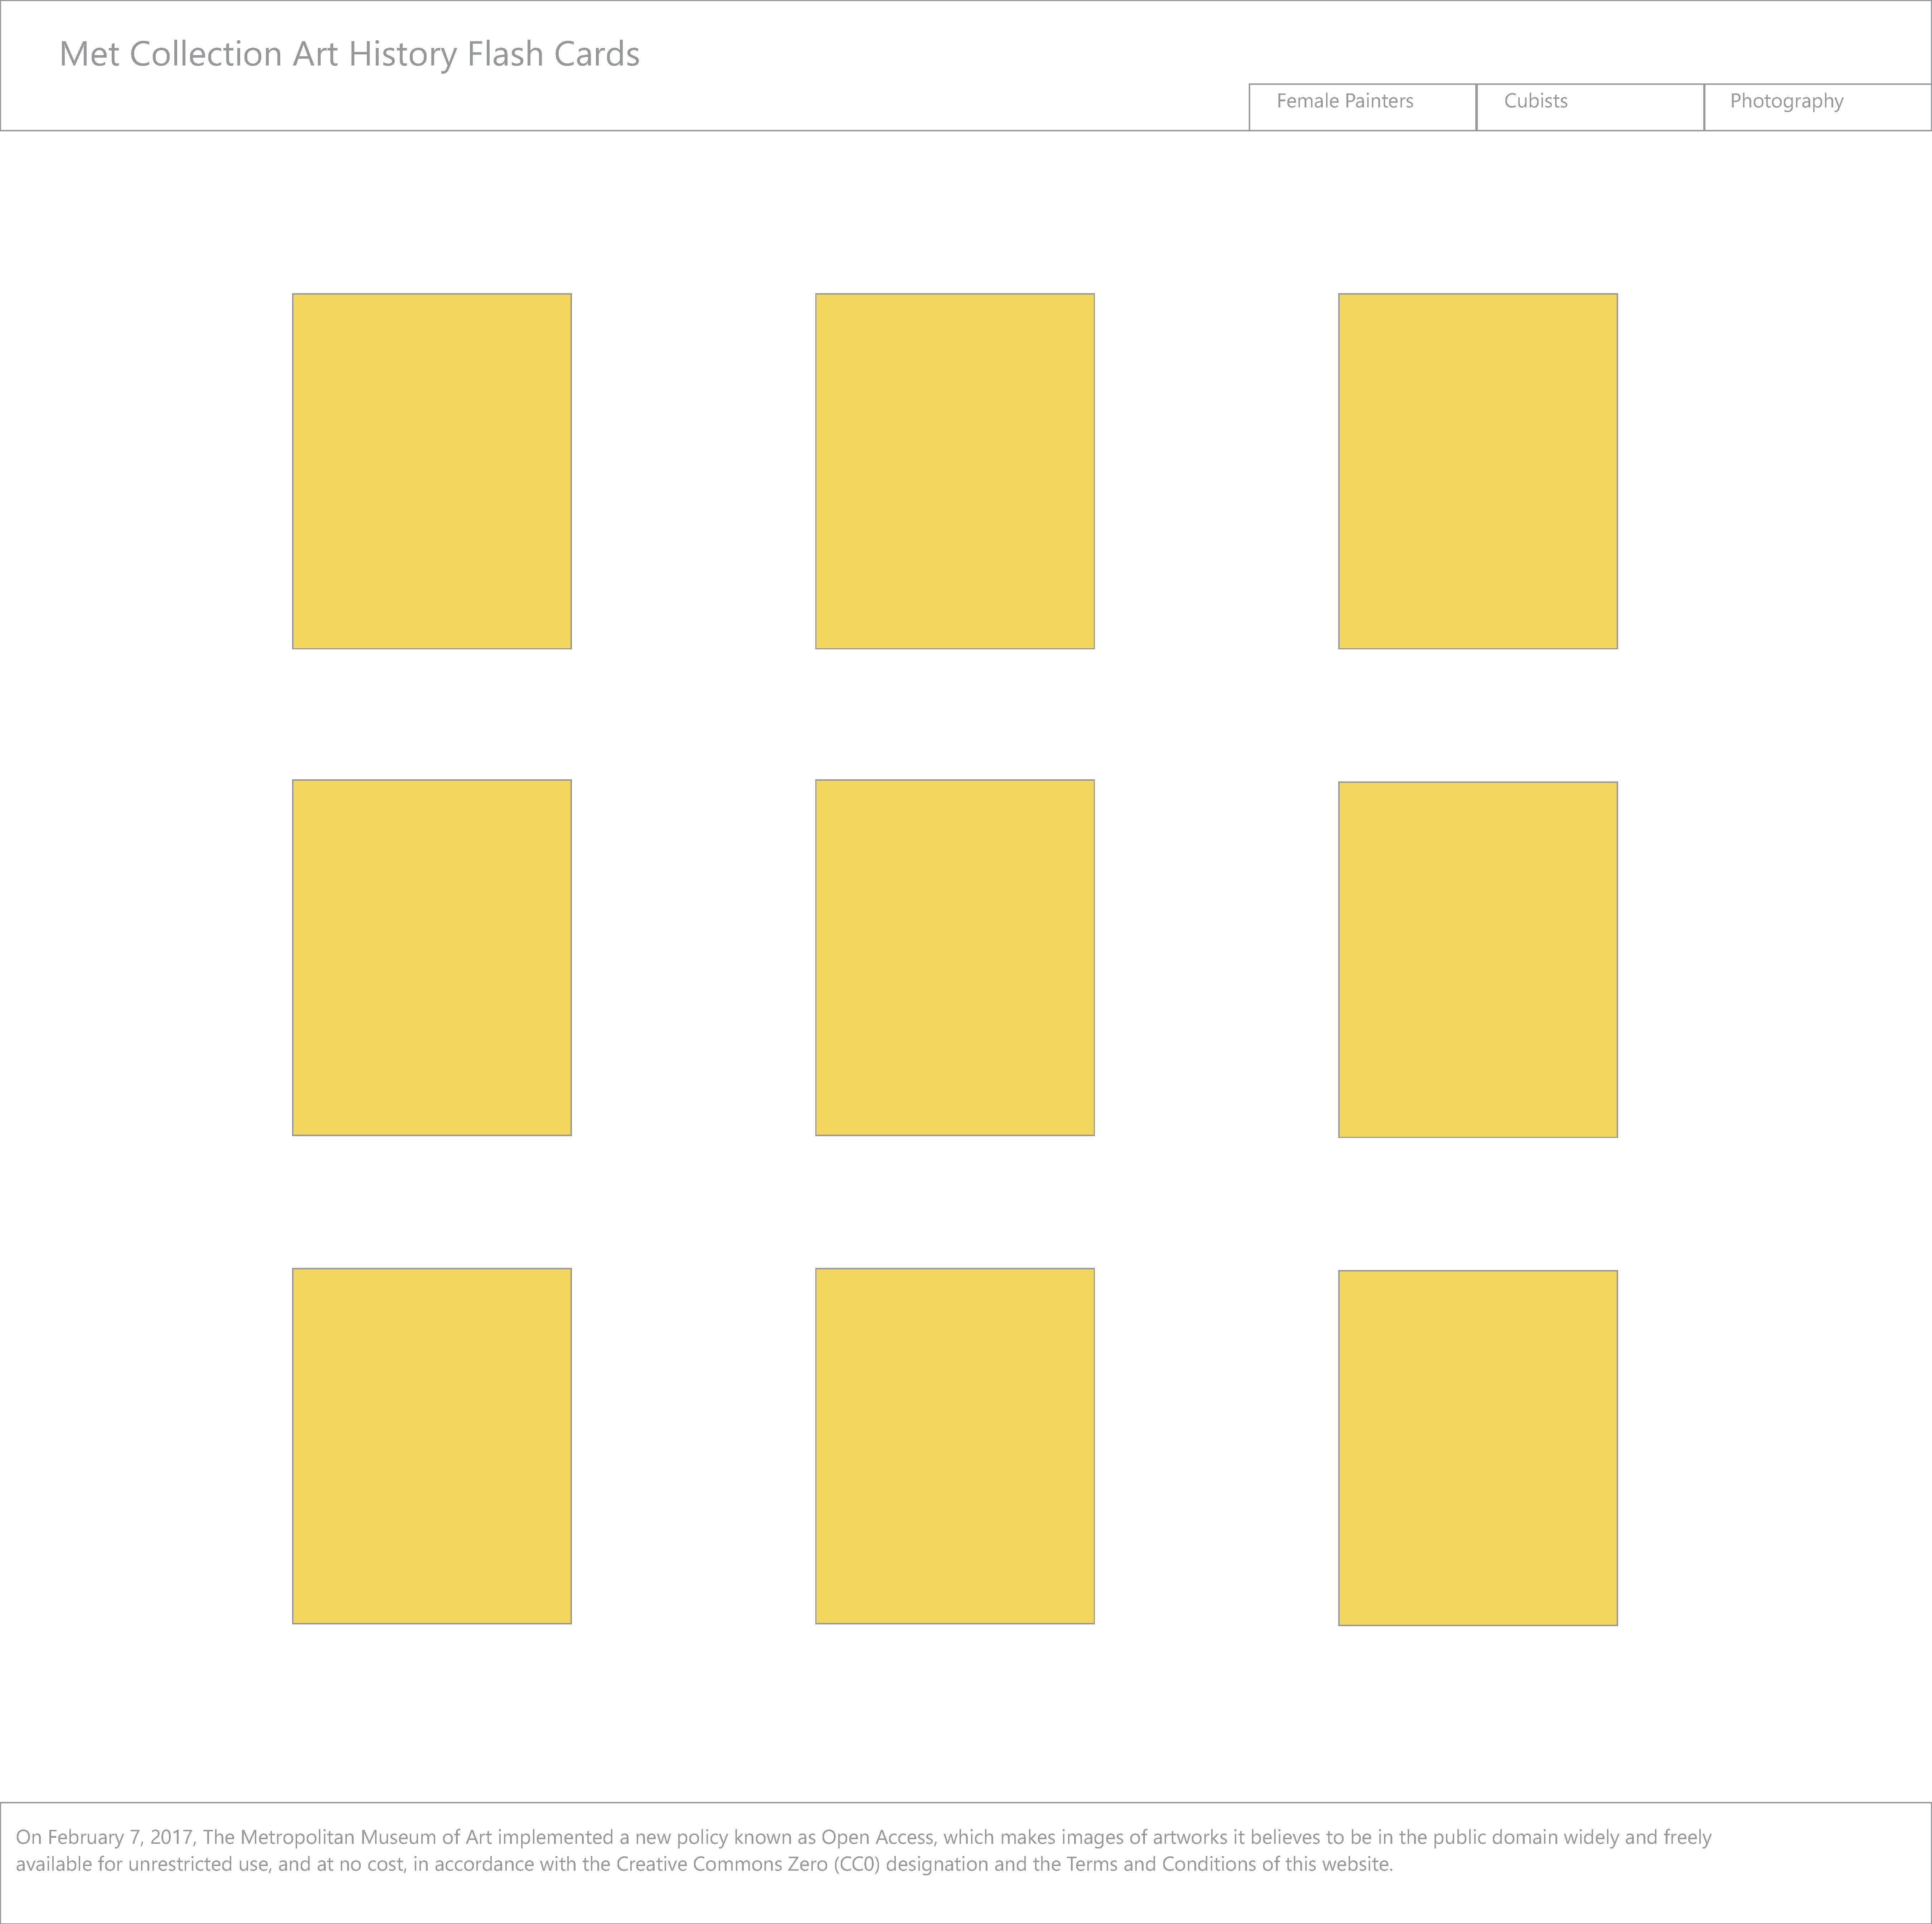 Met Collection Art History Flash Cards
Female Painters
Cubists
Photography
On February 7, 2017, The Metropolitan Museum of Art implemented a new policy known as Open Access, which makes images of artworks it believes to be in the public domain widely and freely
available for unrestricted use, and at no cost, in accordance with the Creative Commons Zero (CC0) designation and the Terms and Conditions of this website.